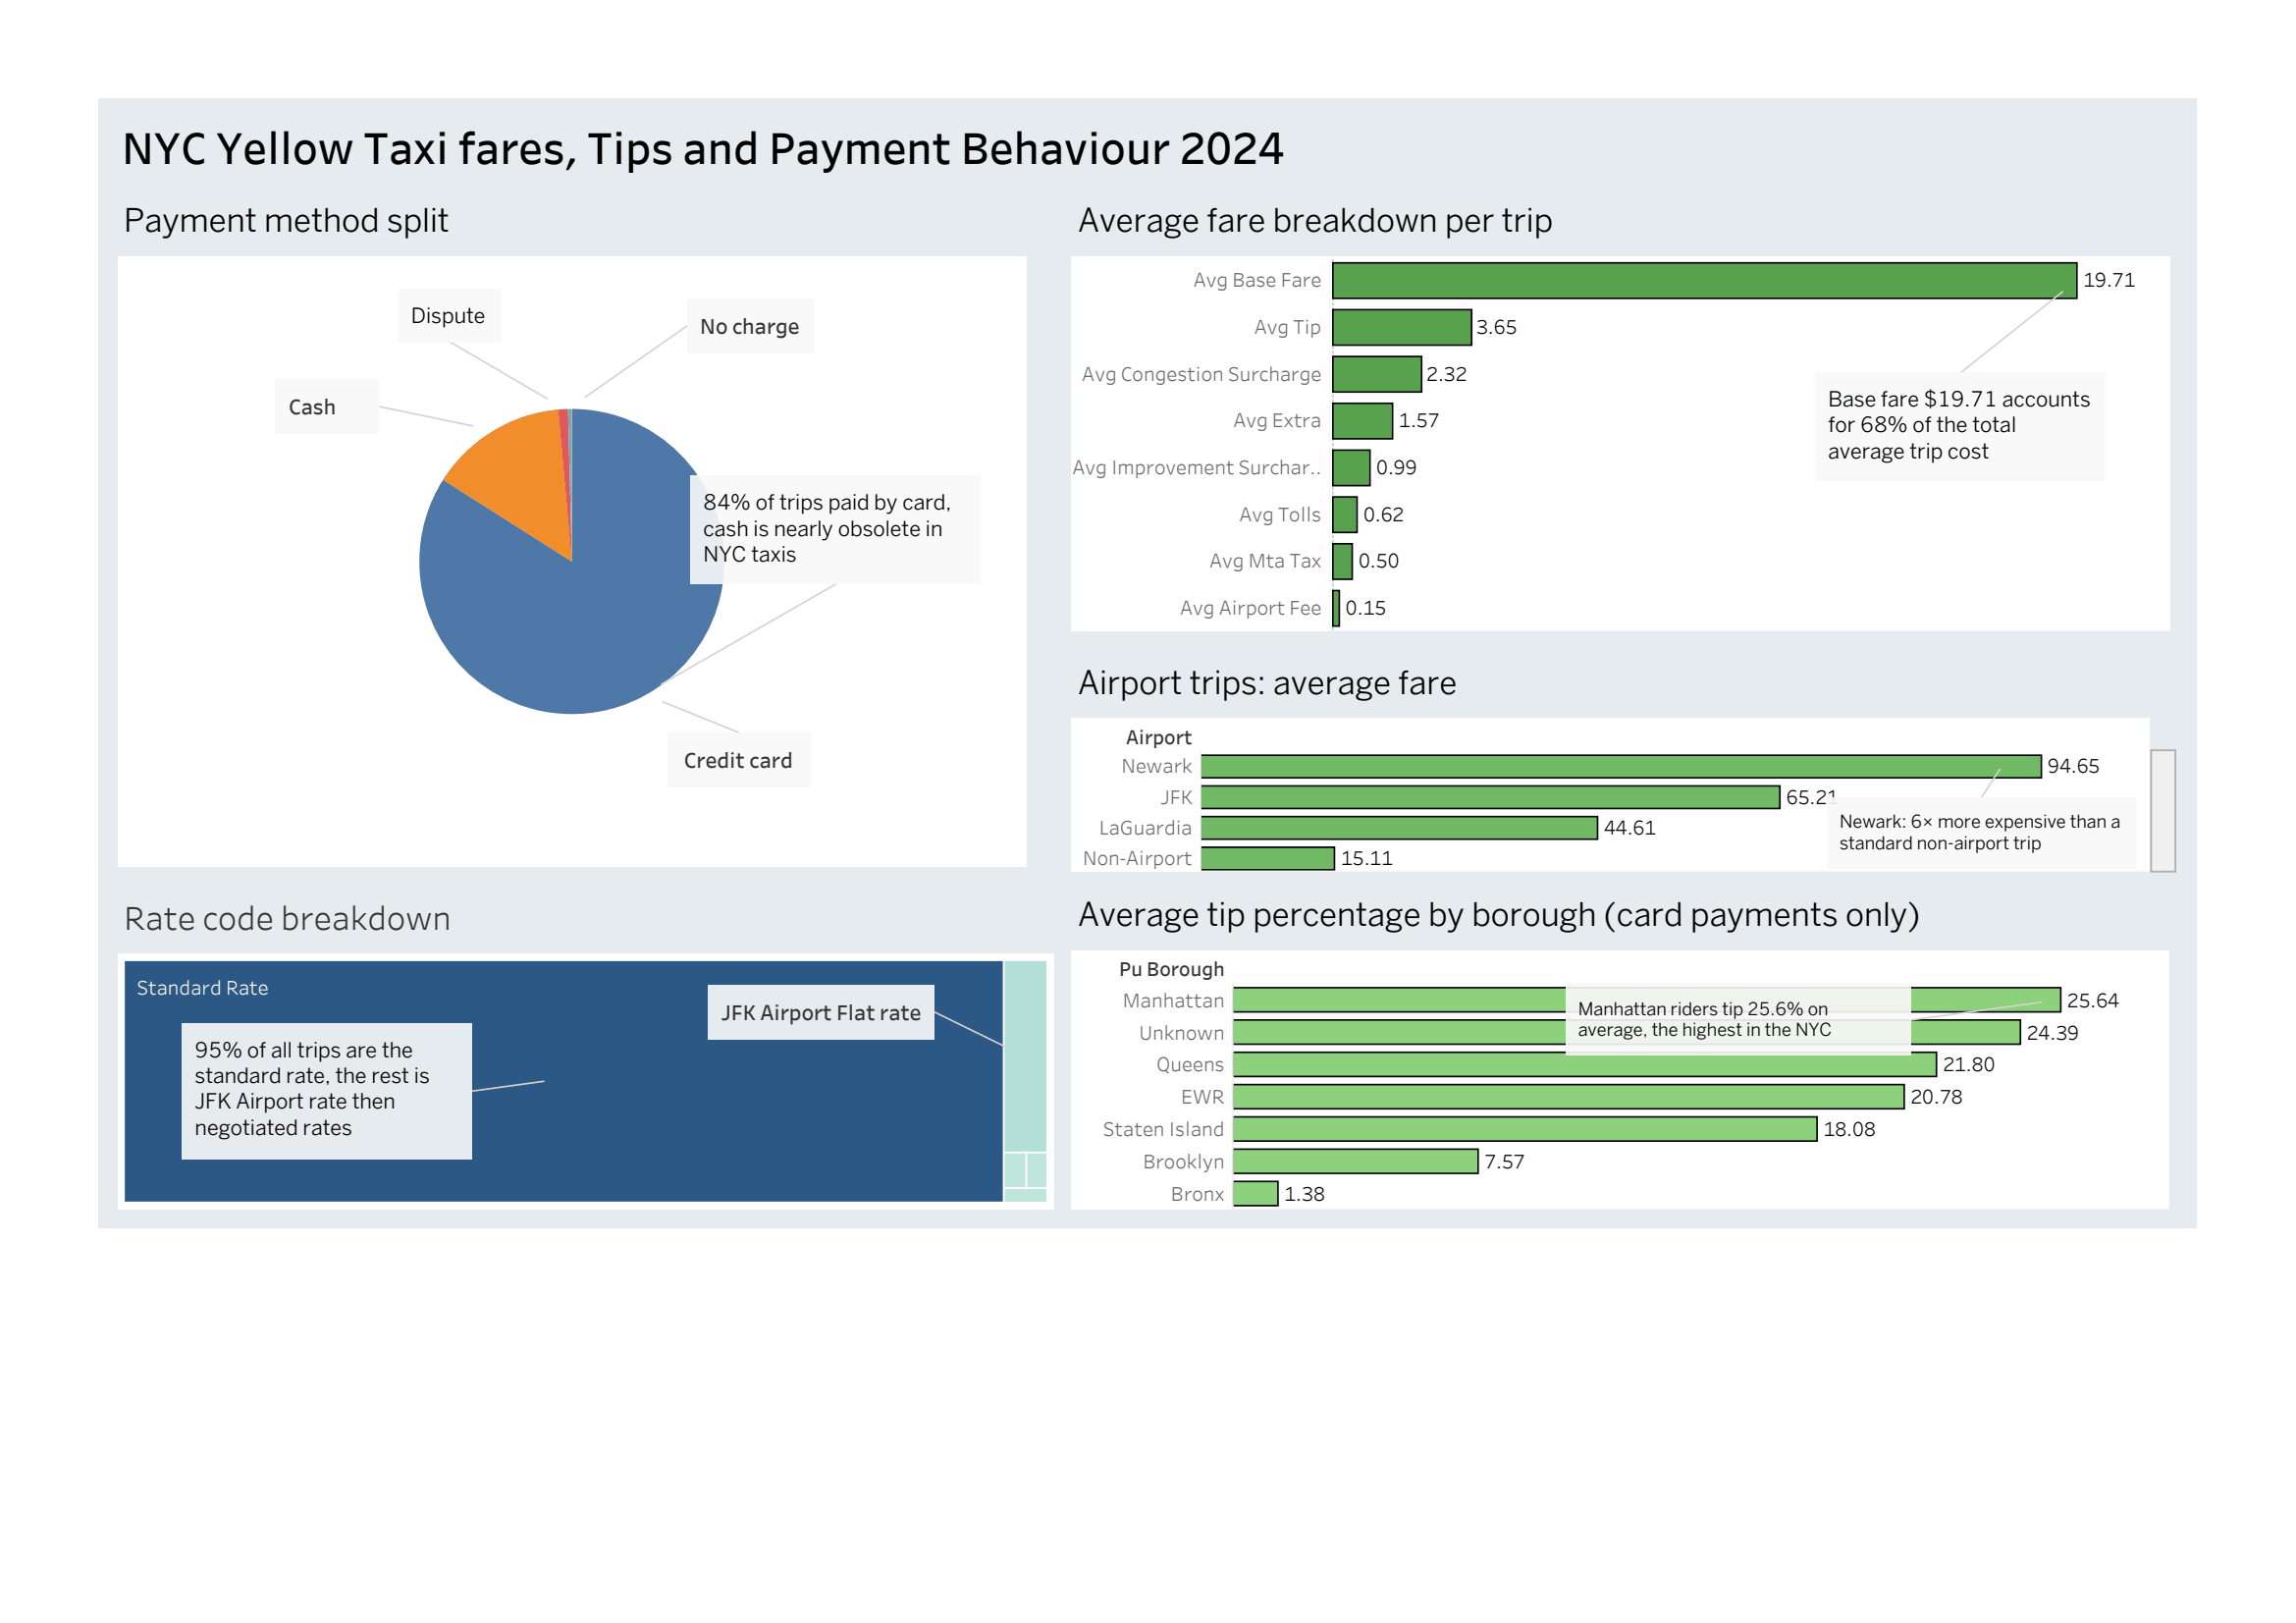 NYC Yellow Taxi fares, Tips and Payment Behaviour 2024
Payment method split
Dispute
No charge
Cash
84% of trips paid by card,
cash is nearly obsolete in
NYC taxis
Credit card
Average fare breakdown per trip
Avg Base Fare 19.71
Avg Tip 3.65
Avg Congestion Surcharge 2.32
Avg Extra 1.57
Avg Improvement Surchar.. 0.99
Avg Tolls 0.62
Avg Mta Tax 0.50
Avg Airport Fee 0.15
Base fare $19.71 accounts
for 68% of the total
average trip cost
Airport trips: average fare
Airport
Newark 94.65
JFK 65.21
LaGuardia 44.61
Non-Airport 15.11
Newark: 6× more expensive than a
standard non-airport trip
Rate code breakdown
Standard Rate
JFK Airport Flat rate
95% of all trips are the
standard rate, the rest is
JFK Airport rate then
negotiated rates
Average tip percentage by borough (card payments only)
Pu Borough
Manhattan 25.64
Unknown 24.39
Queens 21.80
EWR 20.78
Staten Island 18.08
Brooklyn 7.57
Bronx 1.38
Manhattan riders tip 25.6% on
average, the highest in the NYC